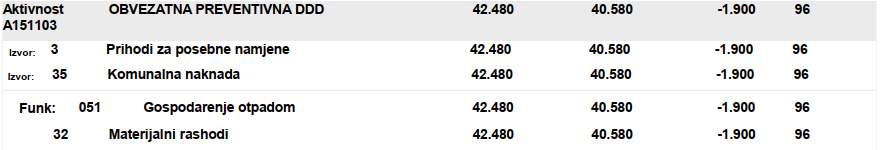 Aktivnost A151103 OBVEZATNA PREVENTIVNA DDD 42.480 40.580 -1.900 96
Izvor: 3 Prihodi za posebne namjene 42.480 40.580 -1.900 96
Izvor: 35 Komunalna naknada 42.480 40.580 -1.900 96
Funk: 051 Gospodarenje otpadom 42.480 40.580 -1.900 96
32 Materijalni rashodi 42.480 40.580 -1.900 96